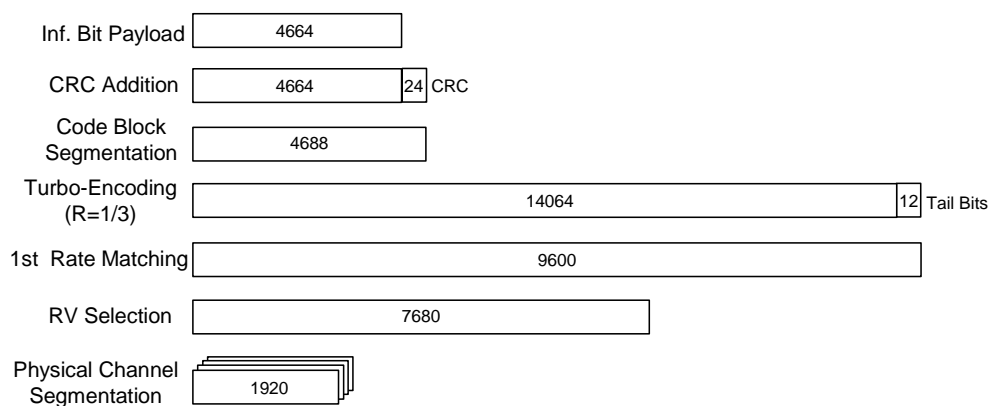 Inf. Bit Payload 4664
CRC Addition 4664 24 CRC
Code Block
Segmentation 4688
Turbo-Encoding
(R=1/3) 14064 12 Tail Bits
1st Rate Matching 9600
RV Selection 7680
Physical Channel
Segmentation 1920